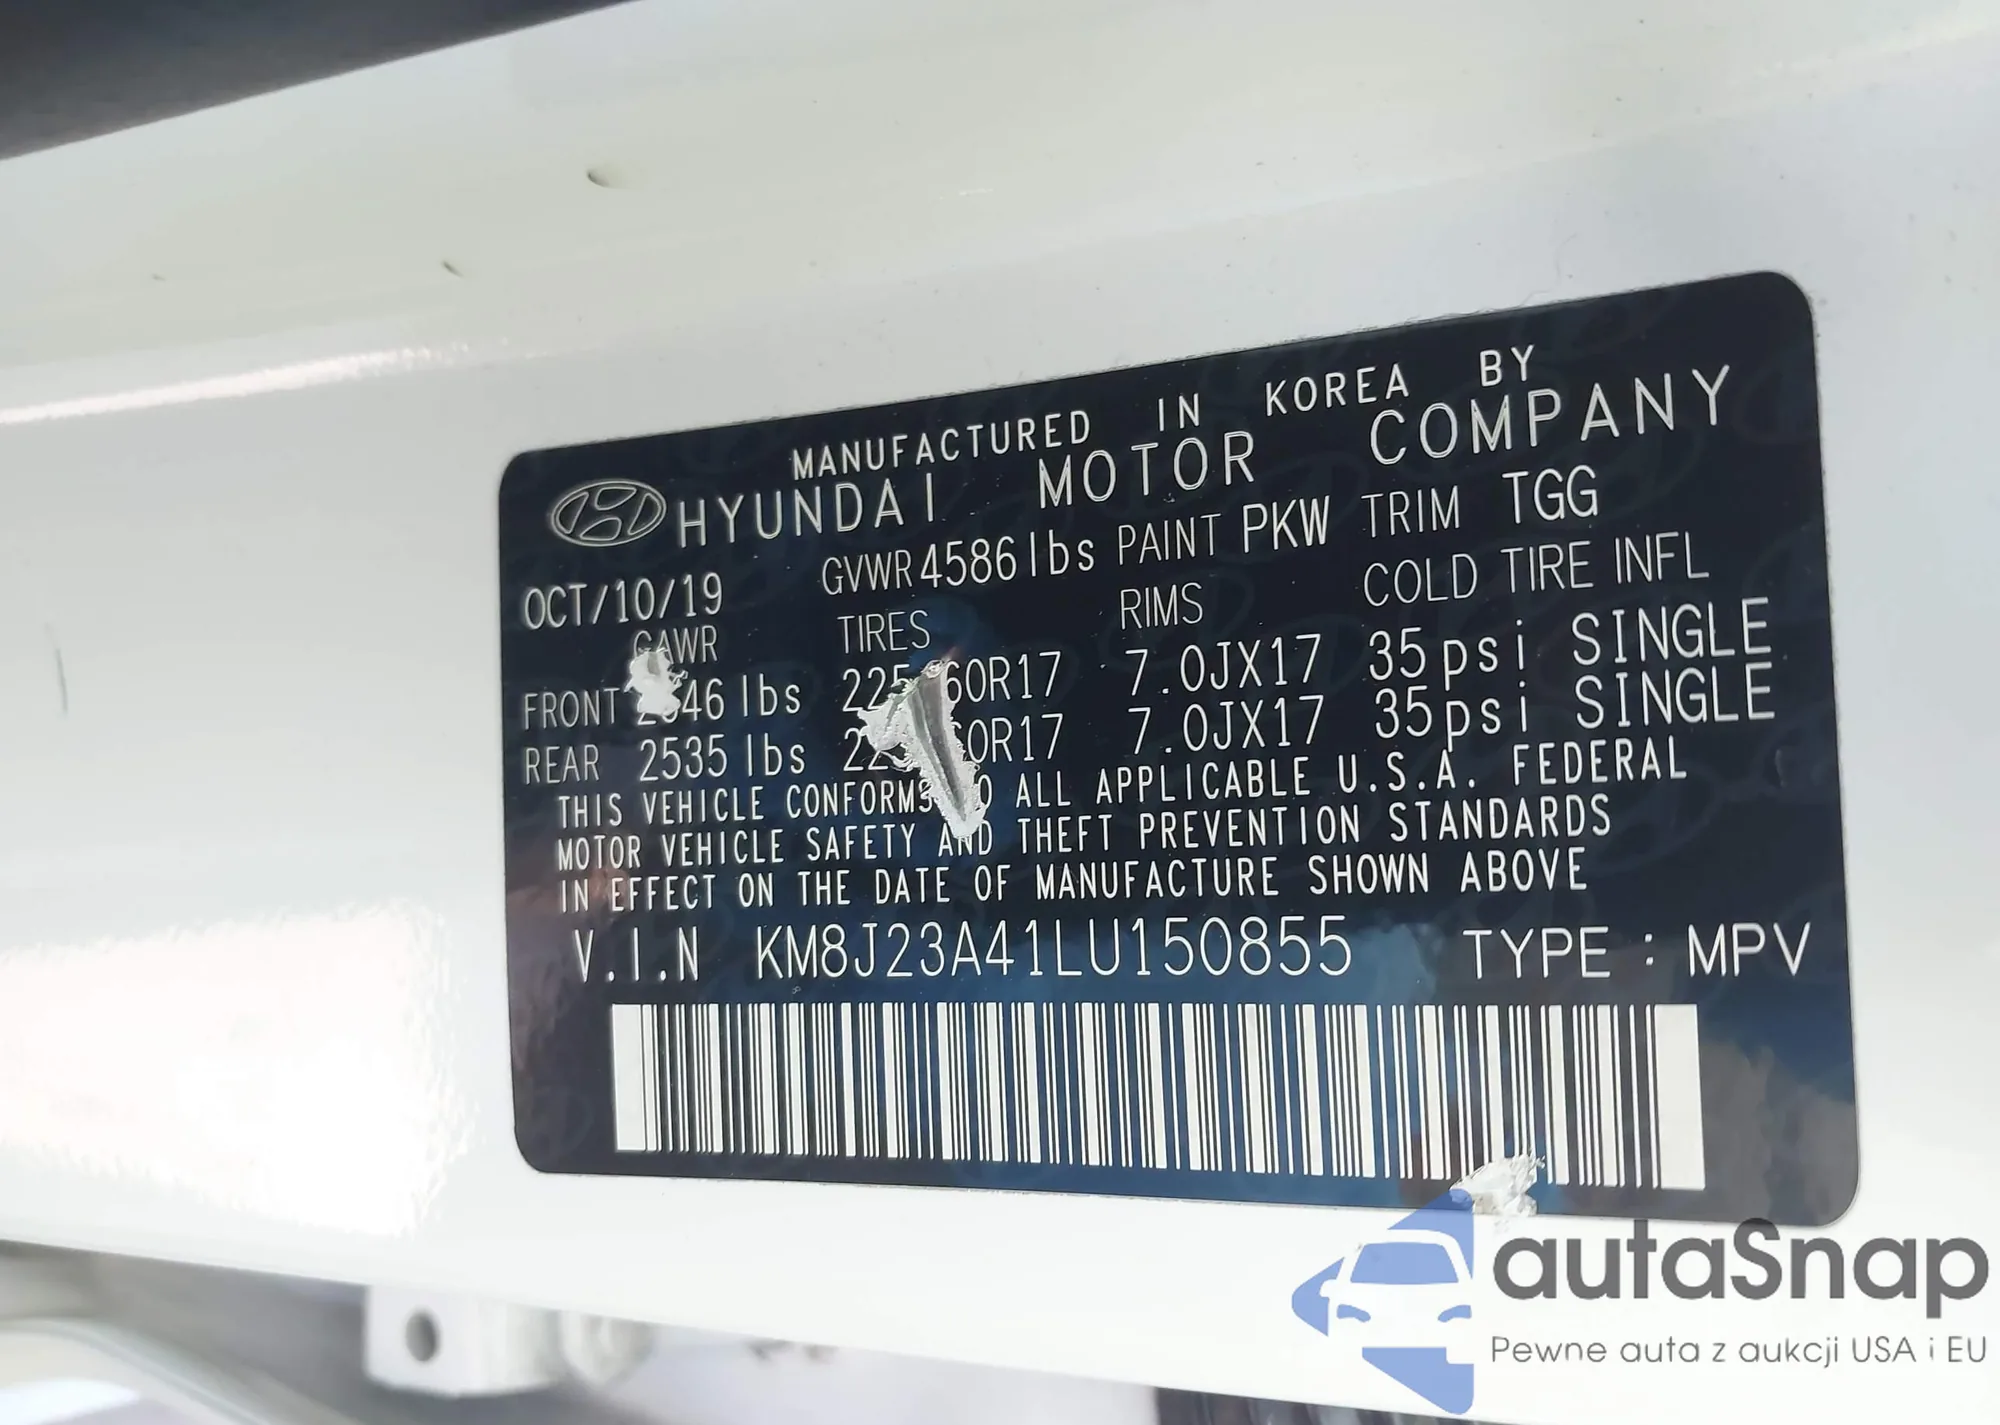 MANUFACTURED IN KOREA BY
HYUNDAI MOTOR COMPANY
OCT/10/19 GVWR 4586 lbs PAINT PKW TRIM TGG
GAWR TIRES RIMS COLD TIRE INFL
FRONT lbs 7.0JX17 35psi SINGLE
REAR 2535 lbs 7.0JX17 35psi SINGLE
THIS VEHICLE CONFORMS TO ALL APPLICABLE U.S.A. FEDERAL
MOTOR VEHICLE SAFETY AND THEFT PREVENTION STANDARDS
IN EFFECT ON THE DATE OF MANUFACTURE SHOWN ABOVE
V.I.N KM8J23A41LU150855 TYPE : MPV
autaSnap
Pewne auta z aukcji USA i EU